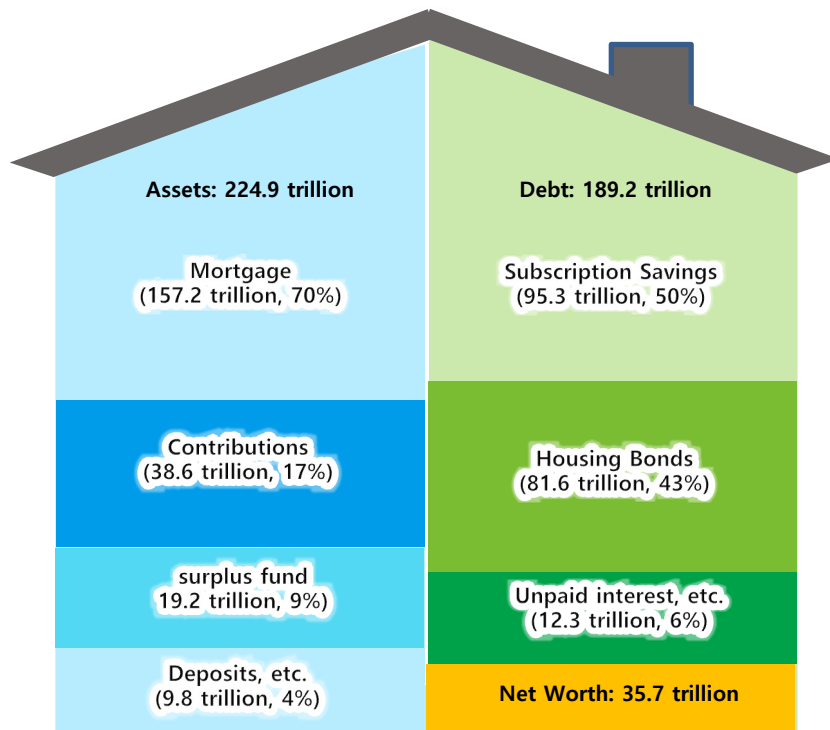 Assets: 224.9 trillion
Mortgage
(157.2 trillion, 70%)
Contributions
(38.6 trillion, 17%)
surplus fund
19.2 trillion, 9%)
Deposits, etc.
(9.8 trillion, 4%)
Debt: 189.2 trillion
Subscription Savings
(95.3 trillion, 50%)
Housing Bonds
(81.6 trillion, 43%)
Unpaid interest, etc.
(12.3 trillion, 6%)
Net Worth: 35.7 trillion